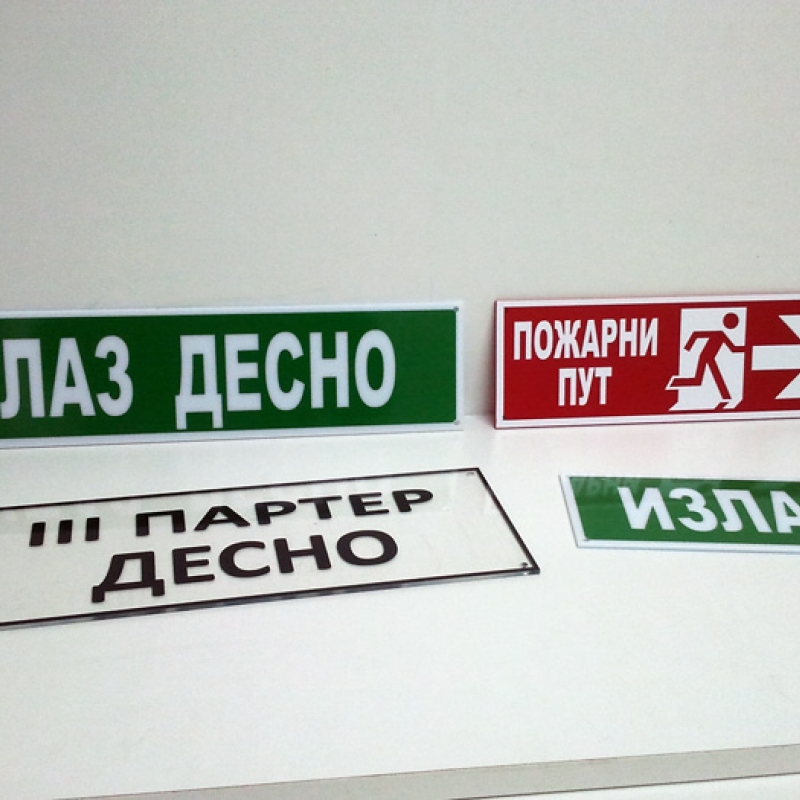 ЛАЗ ДЕСНО
ПОЖАРНИ
ПУТ
III ПАРТЕР
ДЕСНО
ИЗЛА